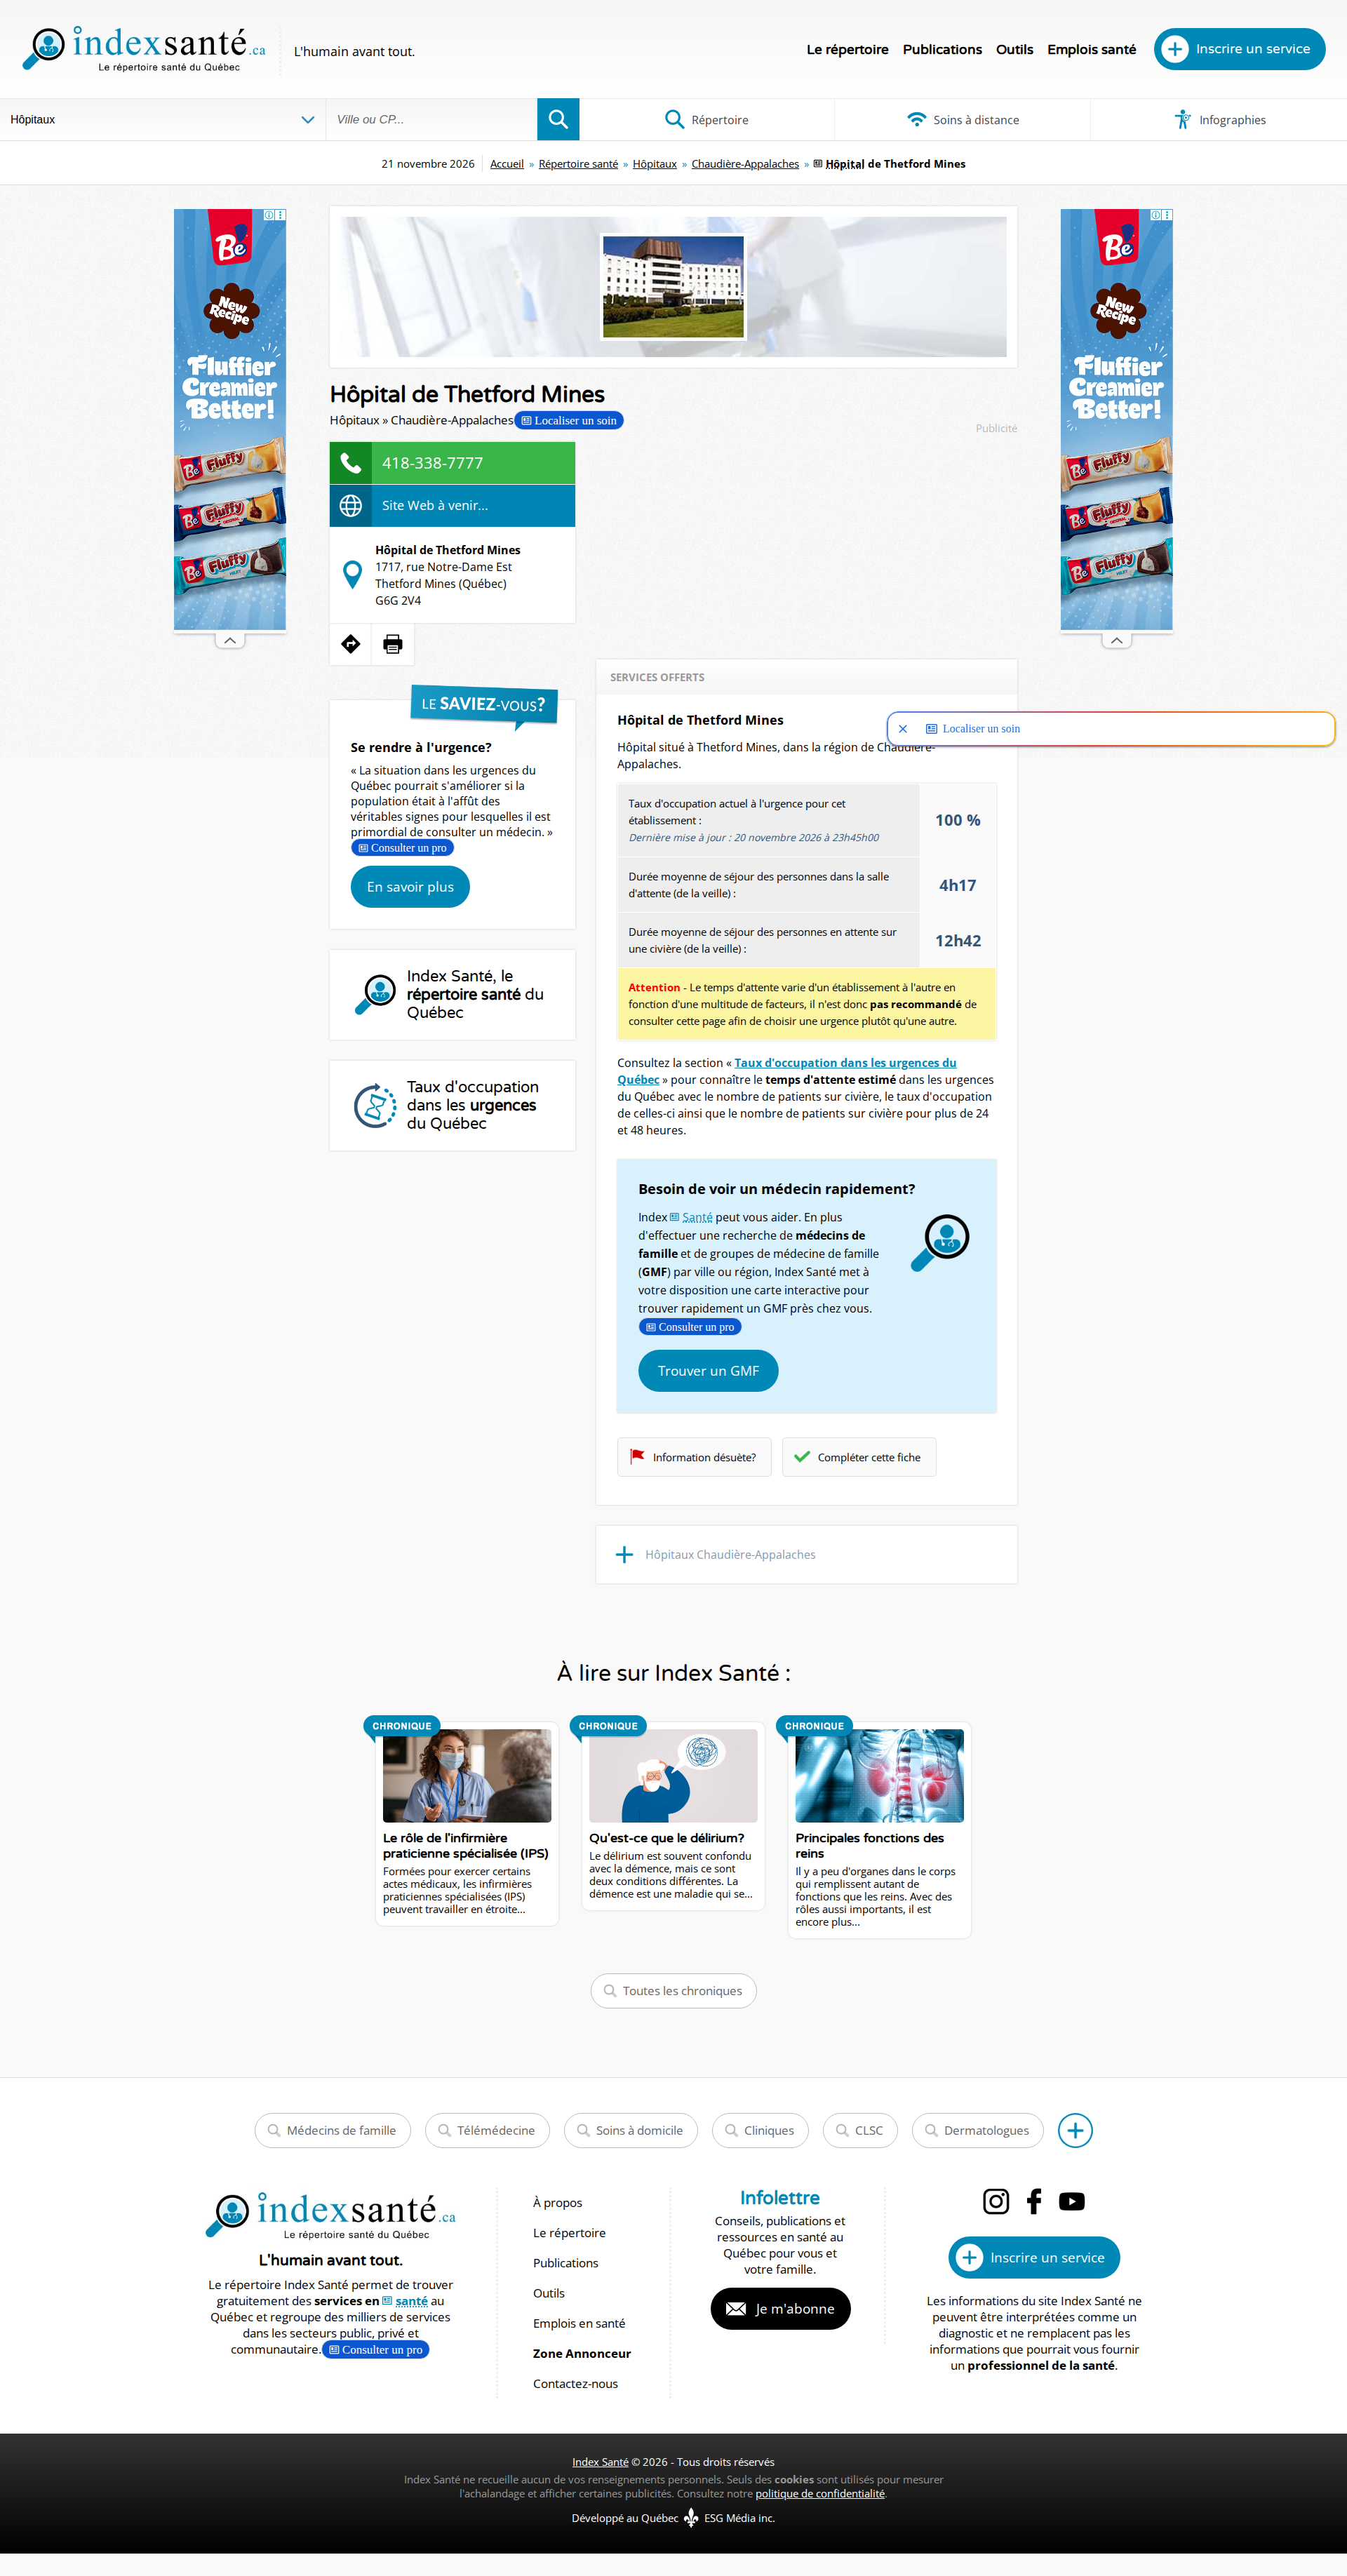 indexsanté.ca
Le répertoire santé du Québec
L'humain avant tout.
Le répertoire
Publications
Outils
Emplois santé
Inscrire un service
Hôpitaux
Ville ou CP...
Répertoire
Soins à distance
Infographies
21 novembre 2026
Accueil » Répertoire santé » Hôpitaux » Chaudière-Appalaches » Hôpital de Thetford Mines
Be
New Recipe
Fluffier
Creamier
Better!
Be Fluffy
Be Fluffy
Be Fluffy
Be
New Recipe
Fluffier
Creamier
Better!
Be Fluffy
Be Fluffy
Be Fluffy
Hôpital de Thetford Mines
Hôpitaux » Chaudière-Appalaches Localiser un soin
Publicité
418-338-7777
Site Web à venir...
Hôpital de Thetford Mines
1717, rue Notre-Dame Est
Thetford Mines (Québec)
G6G 2V4
LE SAVIEZ-VOUS?
Se rendre à l'urgence?
« La situation dans les urgences du
Québec pourrait s'améliorer si la
population était à l'affût des
véritables signes pour lesquelles il est
primordial de consulter un médecin. »
Consulter un pro
En savoir plus
Index Santé, le
répertoire santé du
Québec
Taux d'occupation
dans les urgences
du Québec
SERVICES OFFERTS
Hôpital de Thetford Mines
Localiser un soin
Hôpital situé à Thetford Mines, dans la région de Chaudière-
Appalaches.
Taux d'occupation actuel à l'urgence pour cet
établissement :
Dernière mise à jour : 20 novembre 2026 à 23h45h00
100 %
Durée moyenne de séjour des personnes dans la salle
d'attente (de la veille) :
4h17
Durée moyenne de séjour des personnes en attente sur
une civière (de la veille) :
12h42
Attention - Le temps d'attente varie d'un établissement à l'autre en
fonction d'une multitude de facteurs, il n'est donc pas recommandé de
consulter cette page afin de choisir une urgence plutôt qu'une autre.
Consultez la section « Taux d'occupation dans les urgences du
Québec » pour connaître le temps d'attente estimé dans les urgences
du Québec avec le nombre de patients sur civière, le taux d'occupation
de celles-ci ainsi que le nombre de patients sur civière pour plus de 24
et 48 heures.
Besoin de voir un médecin rapidement?
Index Santé peut vous aider. En plus
d'effectuer une recherche de médecins de
famille et de groupes de médecine de famille
(GMF) par ville ou région, Index Santé met à
votre disposition une carte interactive pour
trouver rapidement un GMF près chez vous.
Consulter un pro
Trouver un GMF
Information désuète?
Compléter cette fiche
Hôpitaux Chaudière-Appalaches
À lire sur Index Santé :
CHRONIQUE
Le rôle de l'infirmière
praticienne spécialisée (IPS)
Formées pour exercer certains
actes médicaux, les infirmières
praticiennes spécialisées (IPS)
peuvent travailler en étroite...
CHRONIQUE
Qu'est-ce que le délirium?
Le délirium est souvent confondu
avec la démence, mais ce sont
deux conditions différentes. La
démence est une maladie qui se...
CHRONIQUE
Principales fonctions des
reins
Il y a peu d'organes dans le corps
qui remplissent autant de
fonctions que les reins. Avec des
rôles aussi importants, il est
encore plus...
Toutes les chroniques
Médecins de famille
Télémédecine
Soins à domicile
Cliniques
CLSC
Dermatologues
indexsanté.ca
Le répertoire santé du Québec
L'humain avant tout.
Le répertoire Index Santé permet de trouver
gratuitement des services en santé au
Québec et regroupe des milliers de services
dans les secteurs public, privé et
communautaire. Consulter un pro
À propos
Le répertoire
Publications
Outils
Emplois en santé
Zone Annonceur
Contactez-nous
Infolettre
Conseils, publications et
ressources en santé au
Québec pour vous et
votre famille.
Je m'abonne
Inscrire un service
Les informations du site Index Santé ne
peuvent être interprétées comme un
diagnostic et ne remplacent pas les
informations que pourrait vous fournir
un professionnel de la santé.
Index Santé © 2026 - Tous droits réservés
Index Santé ne recueille aucun de vos renseignements personnels. Seuls des cookies sont utilisés pour mesurer
l'achalandage et afficher certaines publicités. Consultez notre politique de confidentialité.
Développé au Québec ESG Média inc.